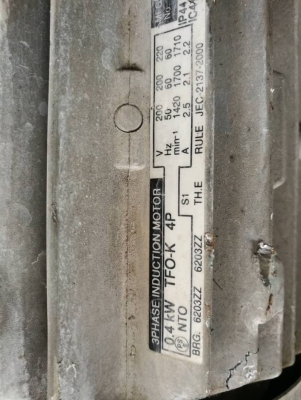 3PHASE INDUCTION MOTOR
0.4 kW TFO-K 4P
NTO S1 TH.E
BRG. 6203ZZ 6203ZZ
V 200 200 220
Hz 50 60 60
min-1 1420 1700 1710
A 2.5 2.1 2.2
RULE JEC-2137-2000
IP44